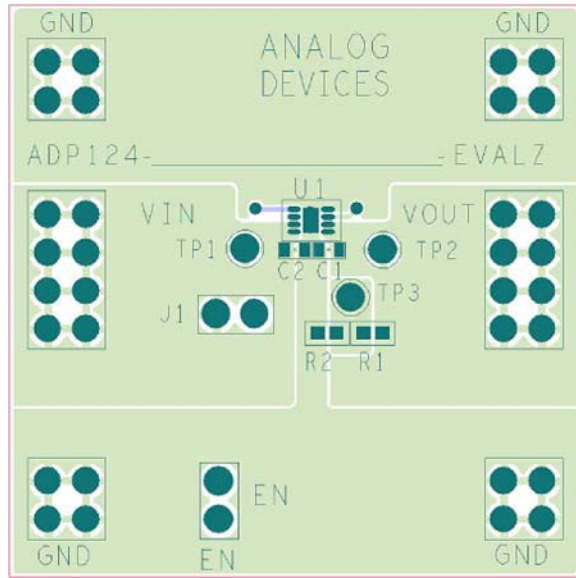 GND
ANALOG
DEVICES
GND
ADP124-____________________-EVALZ
U1
VIN
VOUT
TP1
TP2
C2 C1
TP3
J1
R2 R1
EN
GND
EN
GND